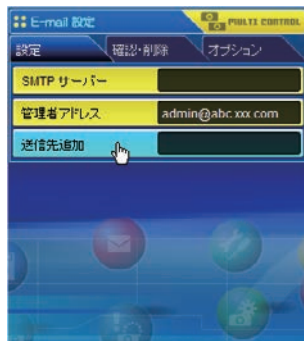 E-mail 設定
MULTI CONTROL
設定 確認・削除 オプション
SMTP サーバー
管理者アドレス admin@abc.xxx.com
送信先追加